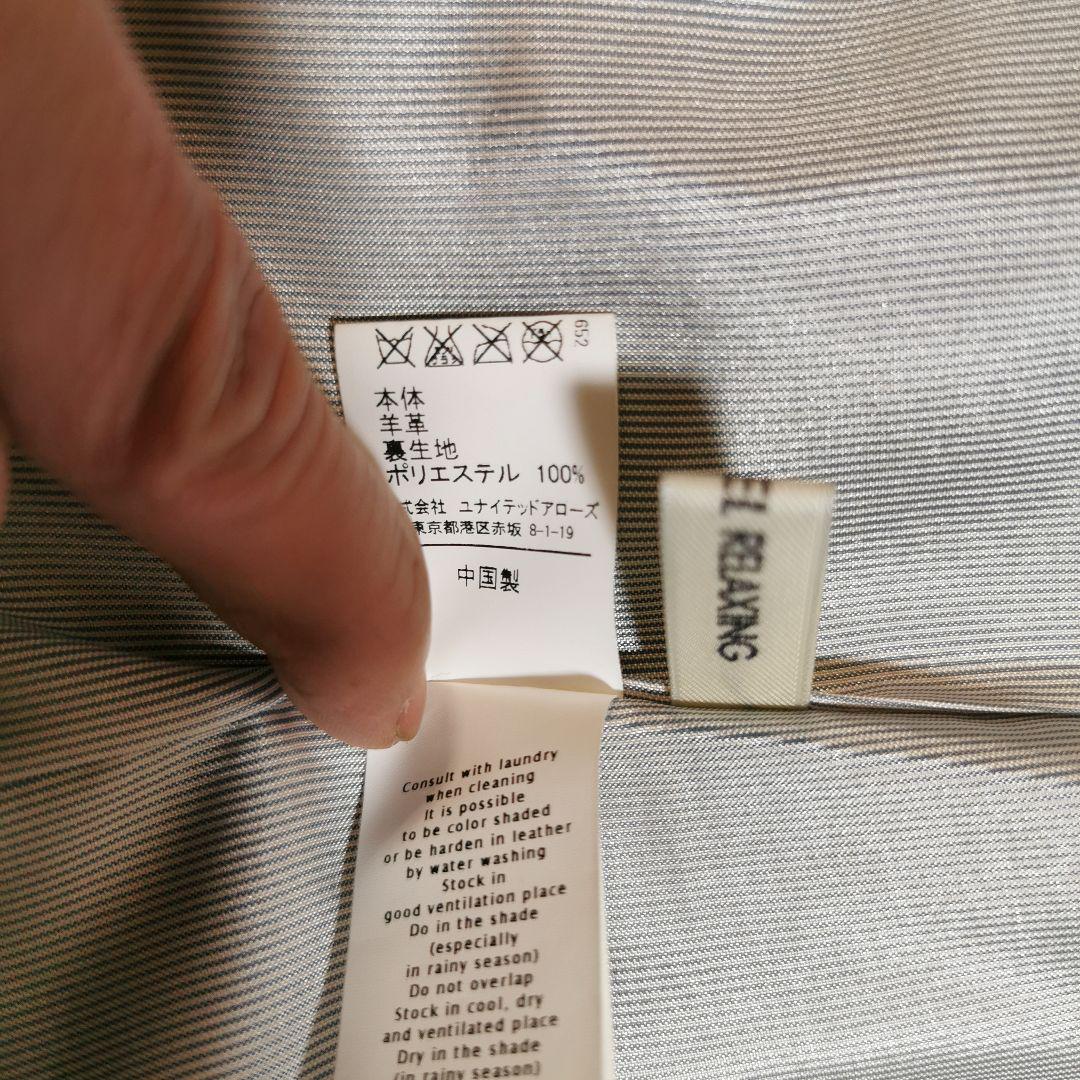 652
本体
羊革
裏生地
ポリエステル 100%
式会社 ユナイテッドアローズ
東京都港区赤坂 8-1-19
中国製
EL RELAXING
Consult with laundry
when cleaning
It is possible
to be color shaded
or be harden in leather
by water washing
Stock in
good ventilation place
Do in the shade
(especially
in rainy season)
Do not overlap
Stock in cool, dry
and ventilated place
Dry in the shade
(in rainy season)